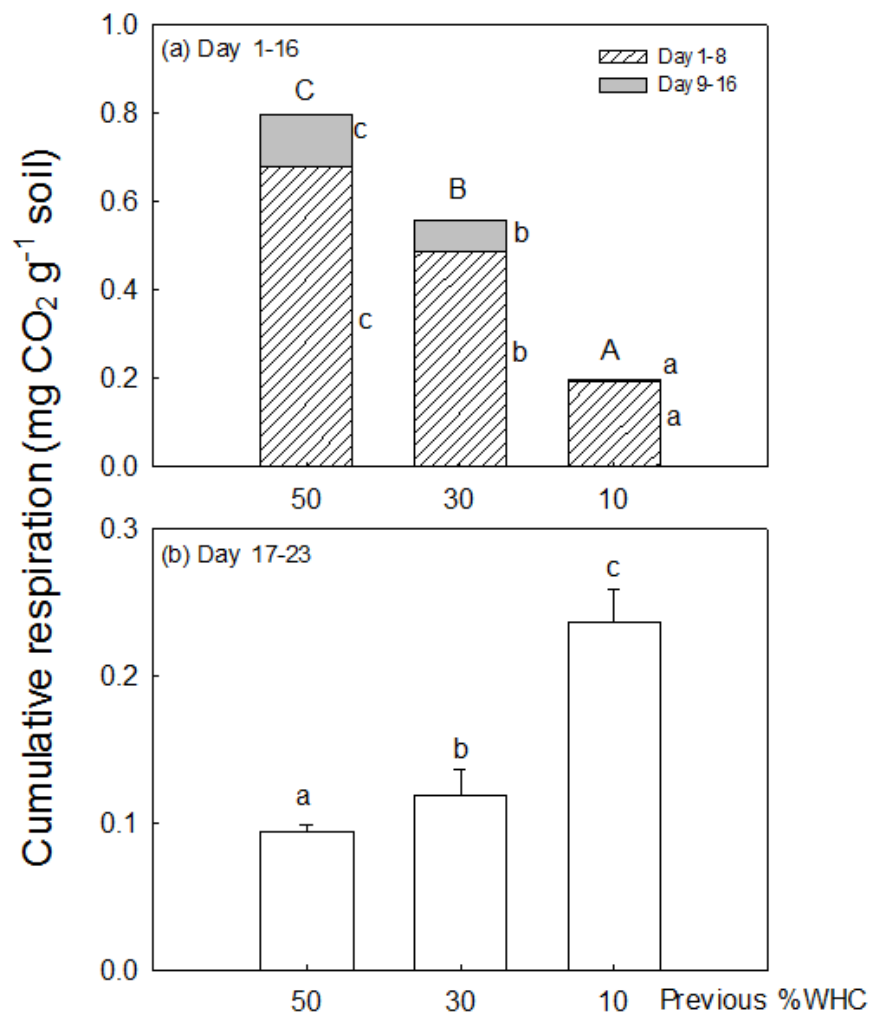 Cumulative respiration (mg CO₂ g⁻¹ soil)
(a) Day 1-16
Day 1-8
Day 9-16
1.0
0.8
0.6
0.4
0.2
0.0
C
c
c
B
b
b
A
a
a
50 30 10
(b) Day 17-23
0.3
0.2
0.1
0.0
a
b
c
50 30 10 Previous %WHC